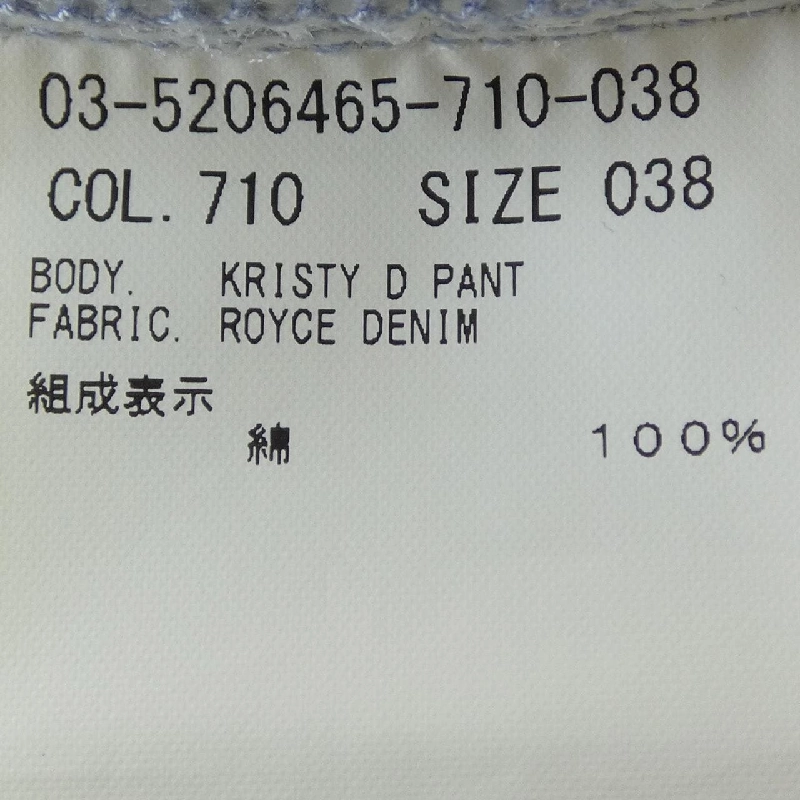 03-5206465-710-038
COL. 710 SIZE 038
BODY. KRISTY D PANT
FABRIC. ROYCE DENIM
組成表示
綿 100%